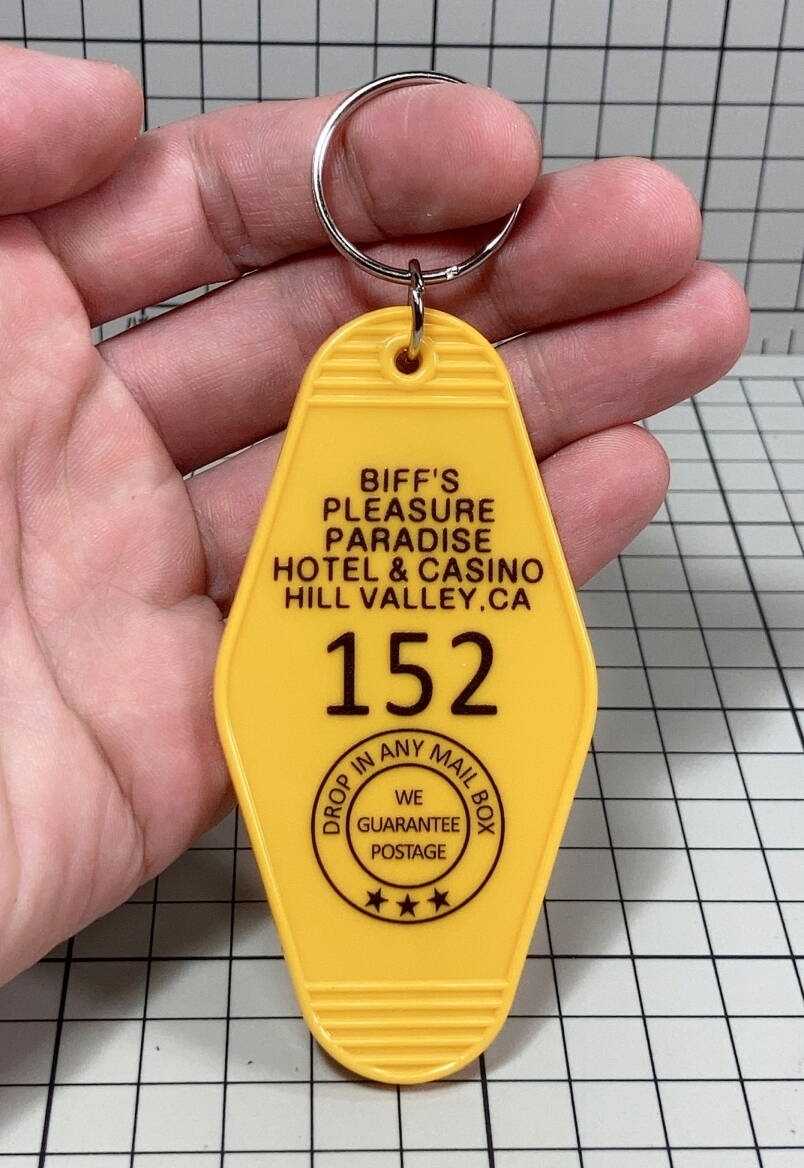 BIFF'S
PLEASURE
PARADISE
HOTEL & CASINO
HILL VALLEY, CA
152
DROP IN ANY MAIL BOX
WE
GUARANTEE
POSTAGE